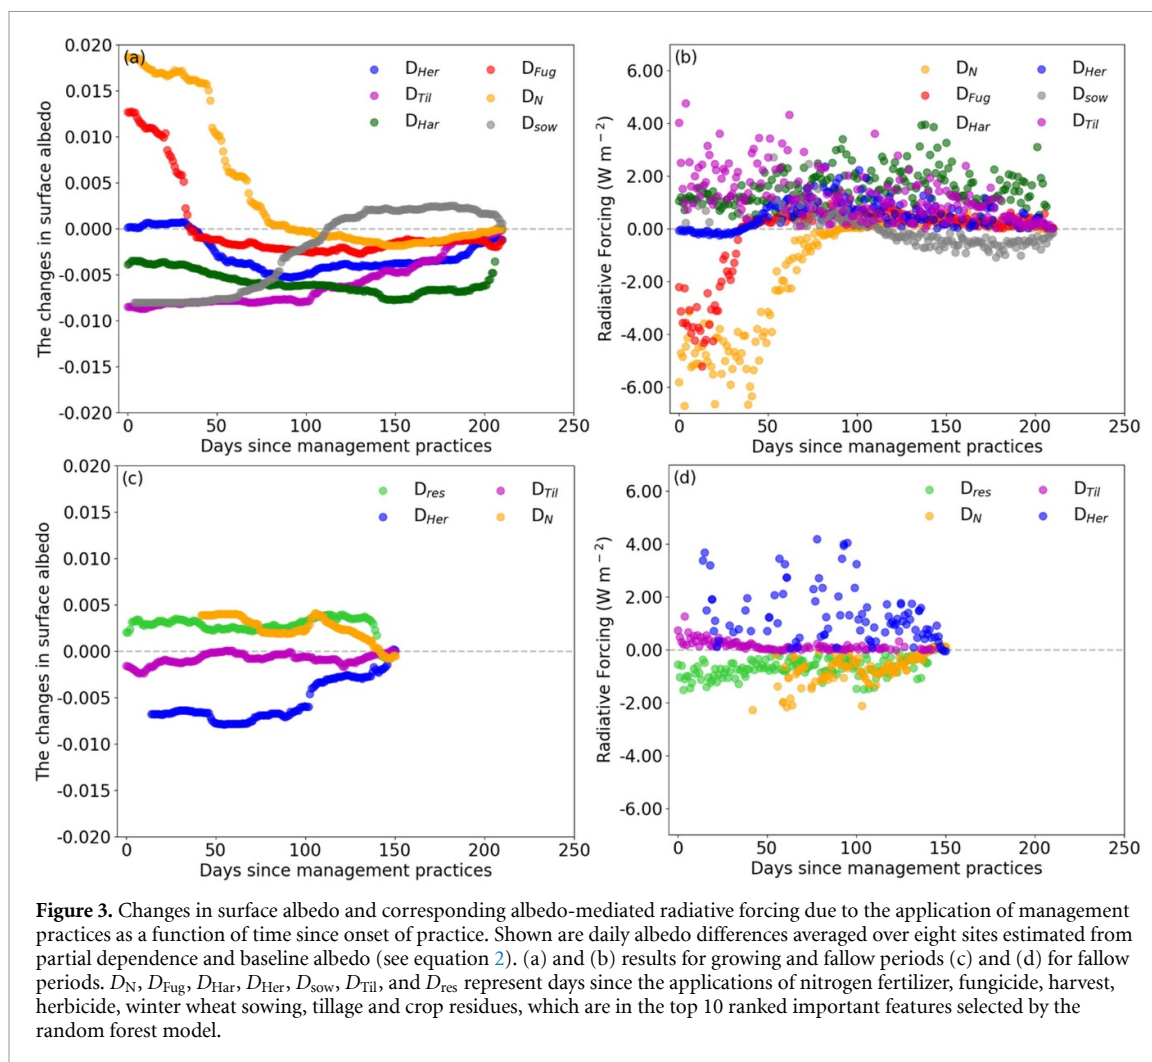 (a)
D_Her D_Fug
D_Til D_N
D_Har D_sow
0.020
0.015
0.010
0.005
0.000
-0.005
-0.010
-0.015
-0.020
The changes in surface albedo
0 50 100 150 200 250
Days since management practices
(b)
D_N D_Her
D_Fug D_sow
D_Har D_Til
6.00
4.00
2.00
0.00
-2.00
-4.00
-6.00
Radiative Forcing (W m⁻²)
0 50 100 150 200 250
Days since management practices
(c)
D_res D_Til
D_Her D_N
0.020
0.015
0.010
0.005
0.000
-0.005
-0.010
-0.015
-0.020
The changes in surface albedo
0 50 100 150 200 250
Days since management practices
(d)
D_res D_Til
D_N D_Her
6.00
4.00
2.00
0.00
-2.00
-4.00
-6.00
Radiative Forcing (W m⁻²)
0 50 100 150 200 250
Days since management practices
Figure 3. Changes in surface albedo and corresponding albedo-mediated radiative forcing due to the application of management
practices as a function of time since onset of practice. Shown are daily albedo differences averaged over eight sites estimated from
partial dependence and baseline albedo (see equation 2). (a) and (b) results for growing and fallow periods (c) and (d) for fallow
periods. D_N, D_Fug, D_Har, D_Her, D_sow, D_Til, and D_res represent days since the applications of nitrogen fertilizer, fungicide, harvest,
herbicide, winter wheat sowing, tillage and crop residues, which are in the top 10 ranked important features selected by the
random forest model.